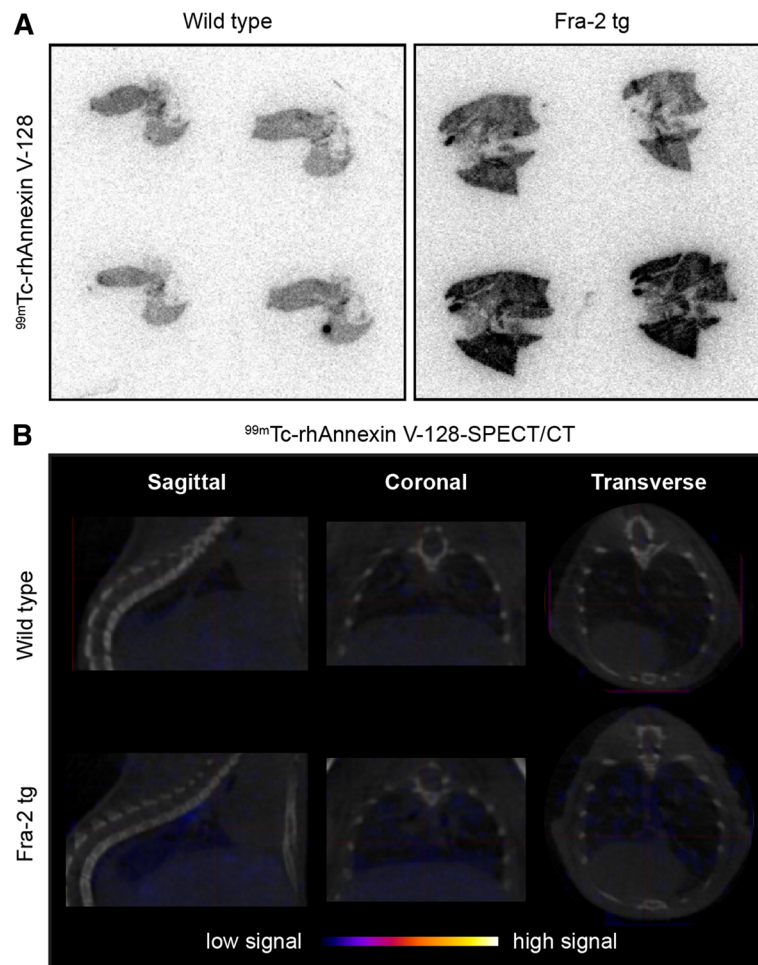 A
Wild type
Fra-2 tg
99mTc-rhAnnexin V-128
B
99mTc-rhAnnexin V-128-SPECT/CT
Sagittal
Coronal
Transverse
Wild type
Fra-2 tg
low signal
high signal